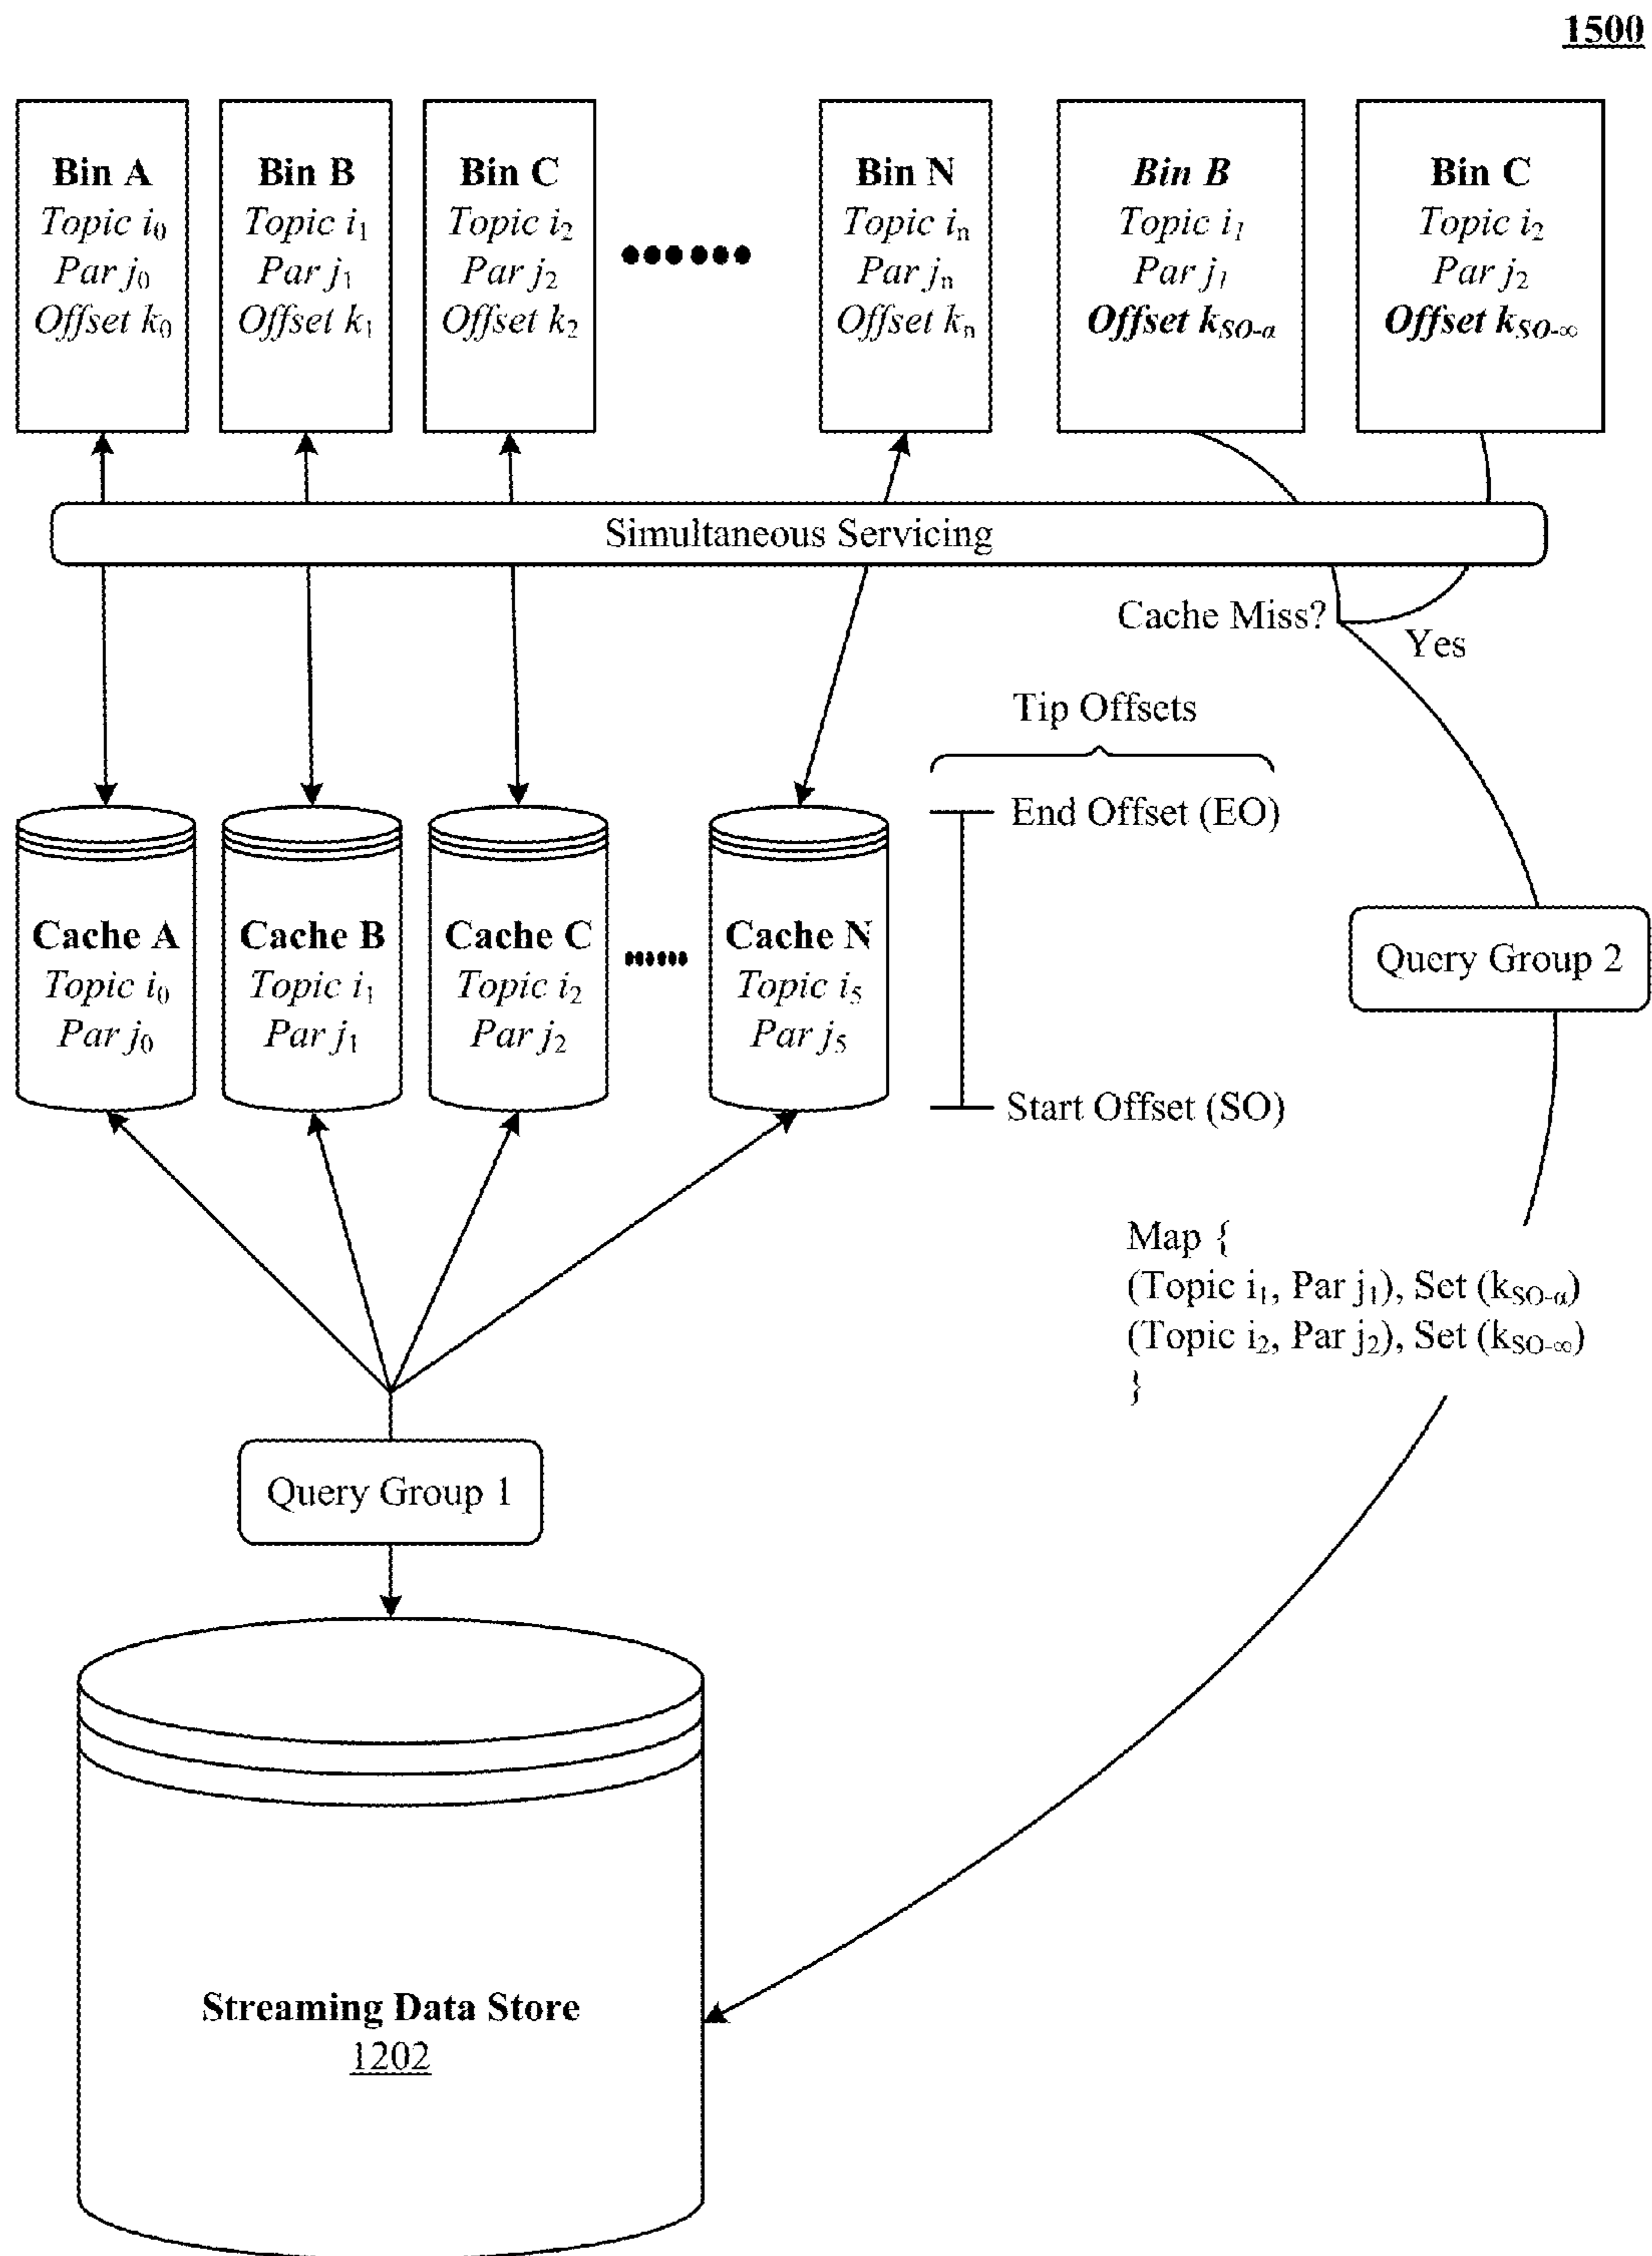 1500
Bin A
Topic i₀
Par j₀
Offset k₀
Bin B
Topic i₁
Par j₁
Offset k₁
Bin C
Topic i₂
Par j₂
Offset k₂
Bin N
Topic iₙ
Par jₙ
Offset kₙ
Bin B
Topic i₁
Par j₁
Offset k_SO-α
Bin C
Topic i₂
Par j₂
Offset k_SO-∞
Simultaneous Servicing
Cache Miss?
Yes
Tip Offsets
End Offset (EO)
Start Offset (SO)
Cache A
Topic i₀
Par j₀
Cache B
Topic i₁
Par j₁
Cache C
Topic i₂
Par j₂
Cache N
Topic i₅
Par j₅
Query Group 2
Map {
(Topic i₁, Par j₁), Set (k_SO-α)
(Topic i₂, Par j₂), Set (k_SO-∞)
}
Query Group 1
Streaming Data Store
1202